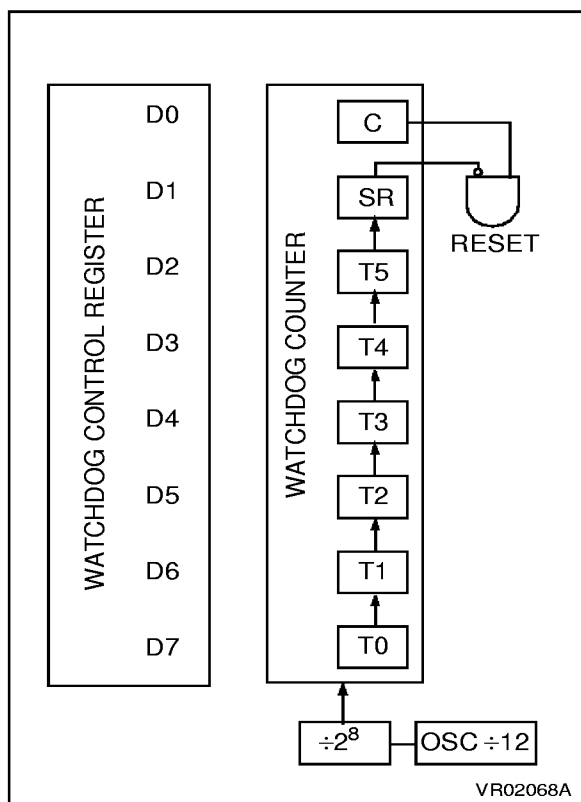 WATCHDOG CONTROL REGISTER
D0
D1
D2
D3
D4
D5
D6
D7
WATCHDOG COUNTER
C
SR
T5
T4
T3
T2
T1
T0
RESET
÷2⁸
OSC ÷12
VR02068A